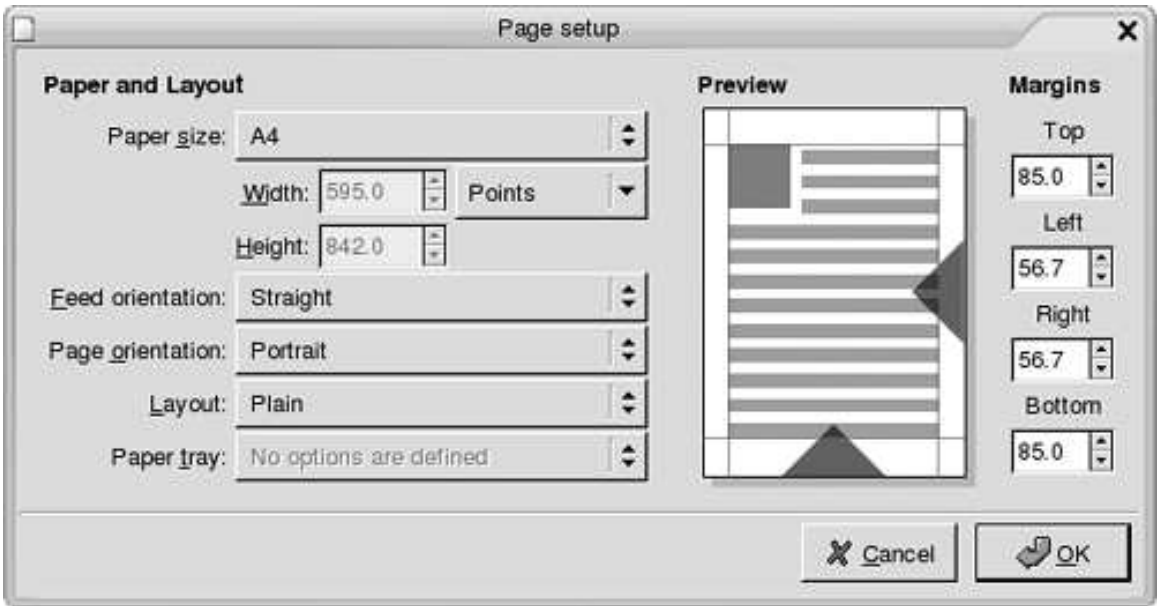 Page setup
Paper and Layout
Paper size: A4
Width: 595.0 Points
Height: 842.0
Feed orientation: Straight
Page orientation: Portrait
Layout: Plain
Paper tray: No options are defined
Preview
Margins
Top
85.0
Left
56.7
Right
56.7
Bottom
85.0
Cancel
OK